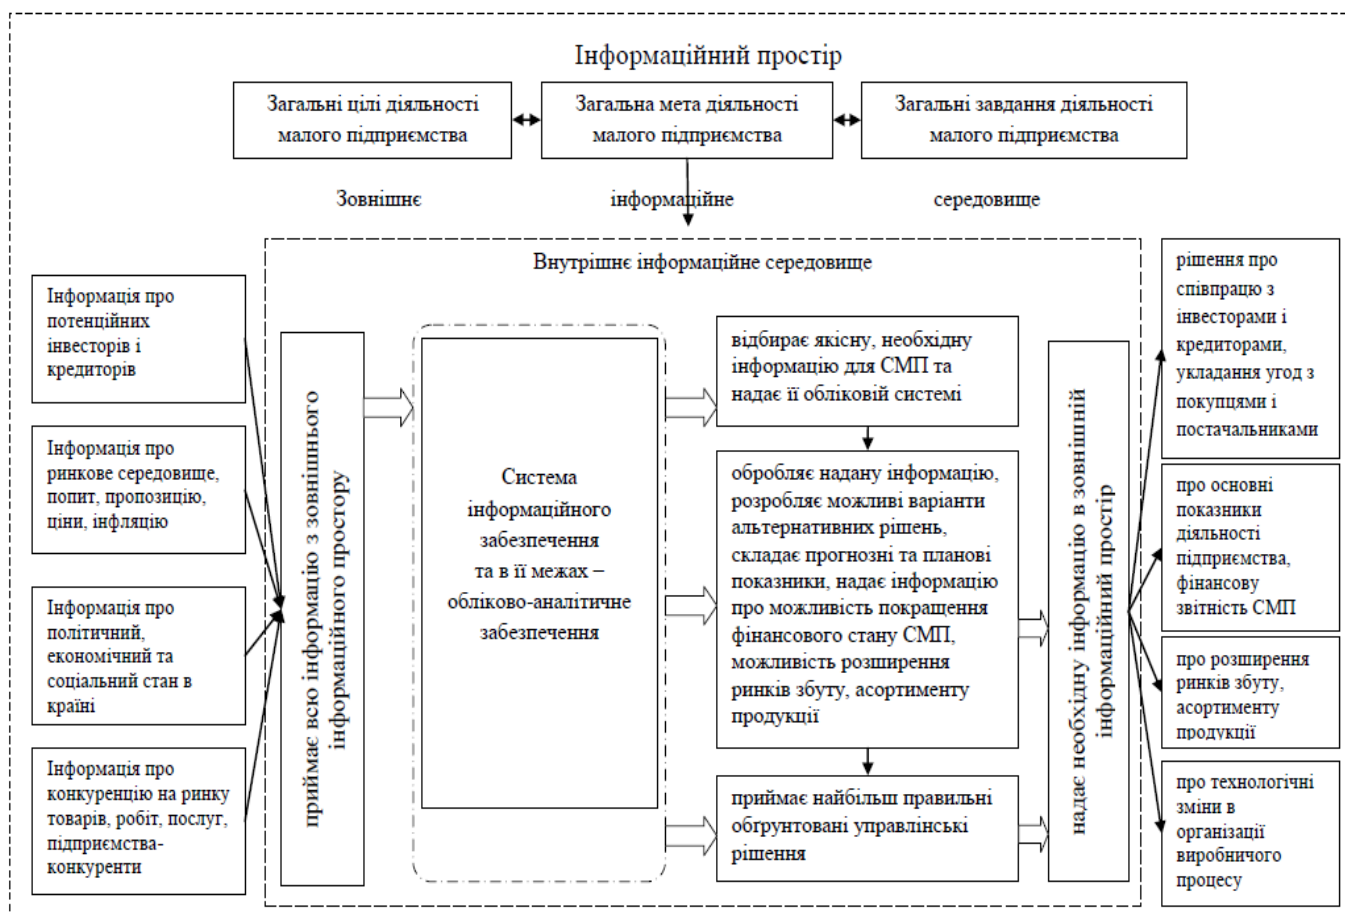 Інформаційний простір
Загальні цілі діяльності
малого підприємства
Загальна мета діяльності
малого підприємства
Загальні завдання діяльності
малого підприємства
Зовнішнє інформаційне середовище
Внутрішнє інформаційне середовище
Інформація про
потенційних
інвесторів і
кредиторів
Інформація про
ринкове середовище,
попит, пропозицію,
ціни, інфляцію
Інформація про
політичний,
економічний та
соціальний стан в
країні
Інформація про
конкуренцію на ринку
товарів, робіт, послуг,
підприємства-
конкуренти
приймає всю інформацію з зовнішнього
інформаційного простору
Система
інформаційного
забезпечення
та в її межах –
обліково-аналітичне
забезпечення
відбирає якісну, необхідну
інформацію для СМП та
надає її обліковій системі
обробляє надану інформацію,
розробляє можливі варіанти
альтернативних рішень,
складає прогнозні та планові
показники, надає інформацію
про можливість покращення
фінансового стану СМП,
можливість розширення
ринків збуту, асортименту
продукції
приймає найбільш правильні
обґрунтовані управлінські
рішення
надає необхідну інформацію в зовнішній
інформаційний простір
рішення про
співпрацю з
інвесторами і
кредиторами,
укладання угод з
покупцями і
постачальниками
про основні
показники
діяльності
підприємства,
фінансову
звітність СМП
про розширення
ринків збуту,
асортименту
продукції
про технологічні
зміни в
організації
виробничого
процесу